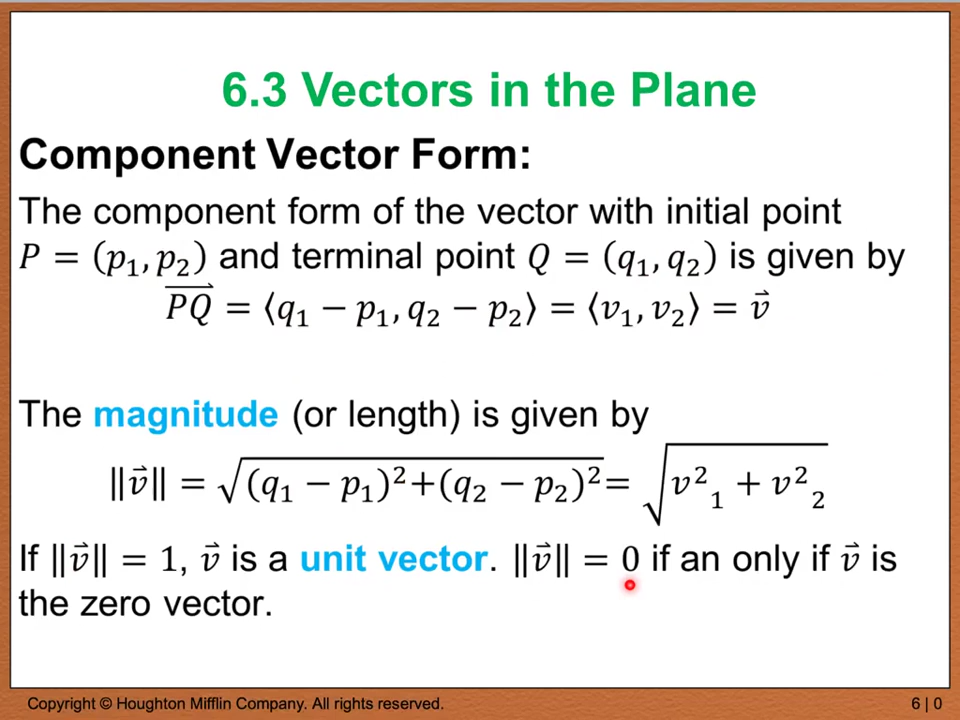 6.3 Vectors in the Plane
Component Vector Form:
The component form of the vector with initial point
P = (p₁, p₂) and terminal point Q = (q₁, q₂) is given by
P⃗Q⃗ = ⟨q₁ − p₁, q₂ − p₂⟩ = ⟨v₁, v₂⟩ = v⃗
The magnitude (or length) is given by
‖v⃗‖ = √(q₁ − p₁)²+(q₂ − p₂)² = √v²₁ + v²₂
If ‖v⃗‖ = 1, v⃗ is a unit vector. ‖v⃗‖ = 0 if an only if v⃗ is
the zero vector.
Copyright © Houghton Mifflin Company. All rights reserved.
6 | 0